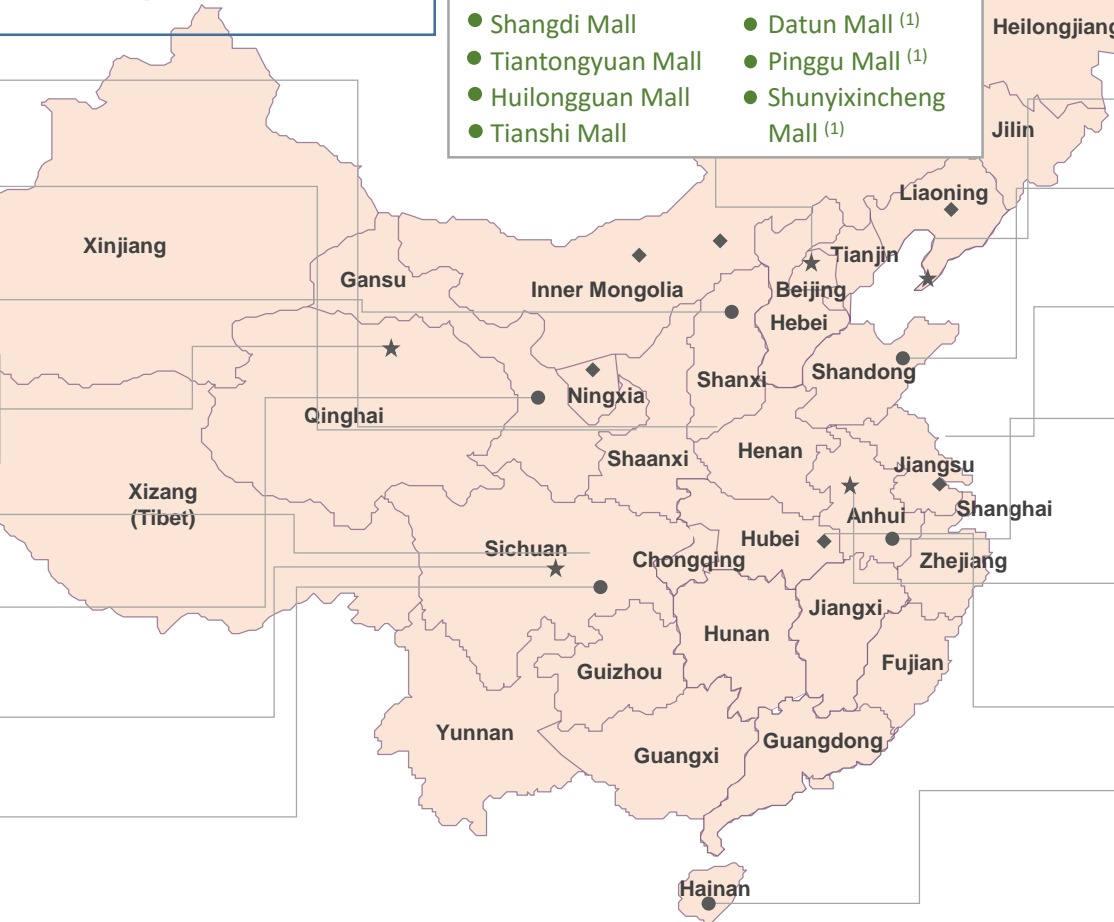 Shangdi Mall
Tiantongyuan Mall
Huilongguan Mall
Tianshi Mall
Datun Mall (1)
Pinggu Mall (1)
Shunyixincheng
Mall (1)
Heilongjiang
Jilin
Liaoning
Xinjiang
Gansu
Inner Mongolia
Tianjin
Beijing
Hebei
Shanxi
Shandong
Ningxia
Qinghai
Shaanxi
Henan
Jiangsu
Xizang
(Tibet)
Anhui
Shanghai
Sichuan
Chongqing
Hubei
Zhejiang
Jiangxi
Hunan
Guizhou
Fujian
Yunnan
Guangxi
Guangdong
Hainan